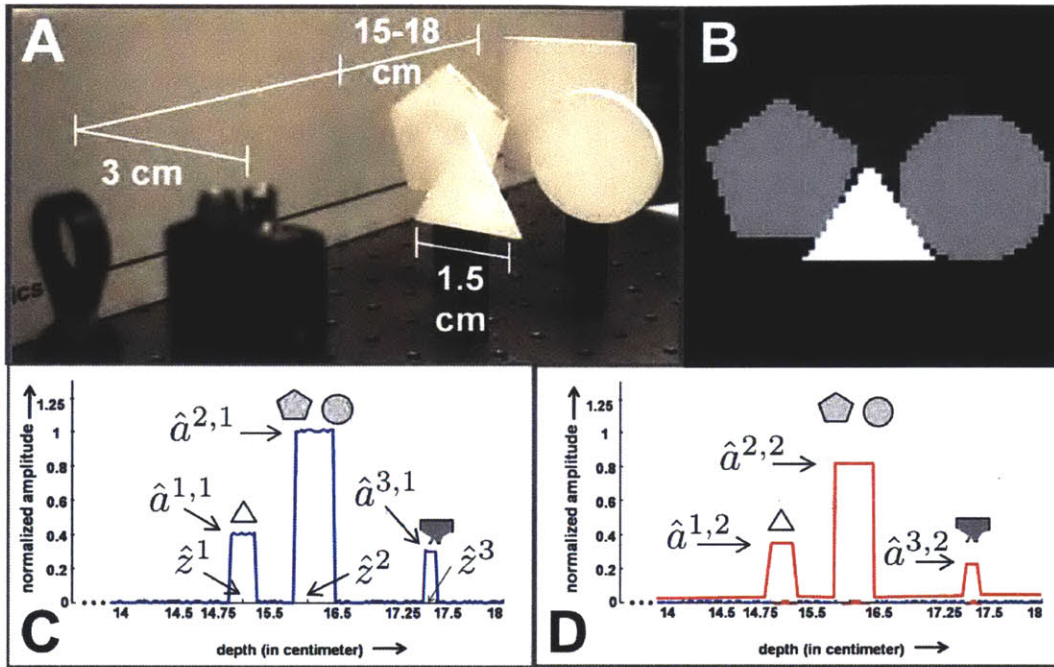 A
15-18
cm
3 cm
1.5
cm
ics
B
normalized amplitude →
1.25
1
0.8
0.6
0.4
0.2
0
â^{2,1}
â^{1,1}
â^{3,1}
ẑ^1
ẑ^2
ẑ^3
14 14.5 14.75 15.5 16.5 17.25 17.5 18
depth (in centimeter) →
C
normalized amplitude →
1.25
1
0.8
0.6
0.4
0.2
0
â^{2,2}
â^{1,2}
â^{3,2}
14 14.5 14.75 15.5 16.5 17.25 17.5 18
depth (in centimeter) →
D